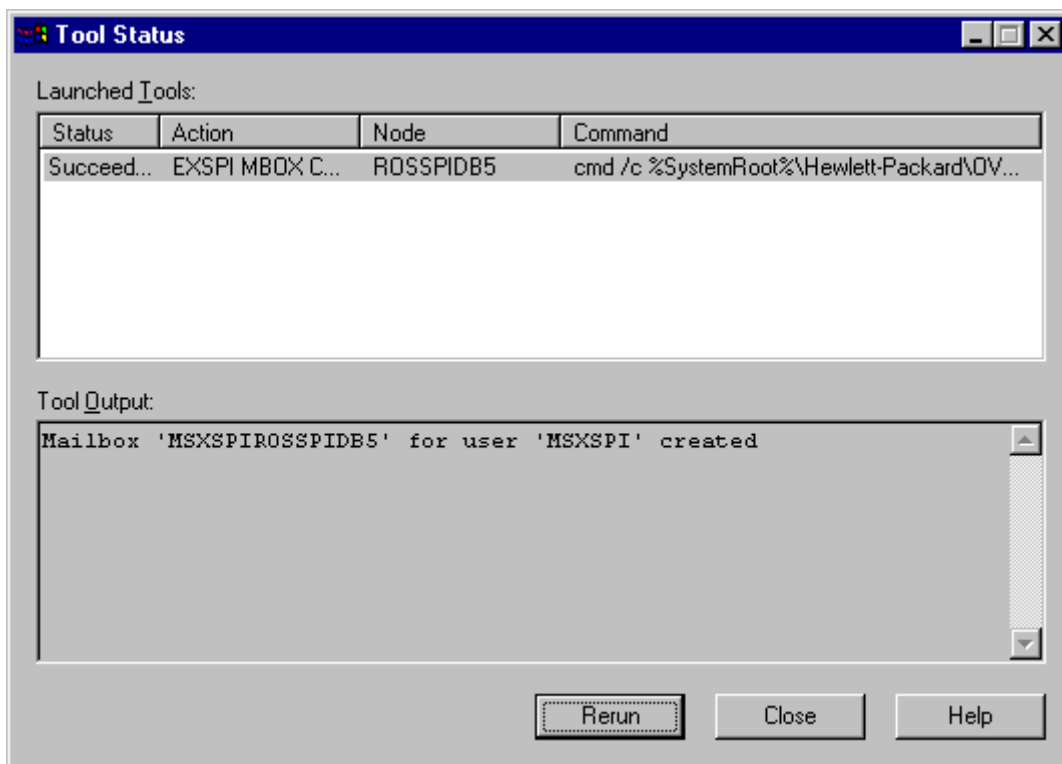 Tool Status
Launched Tools:
Status Action Node Command
Succeed... EXSPI MBOX C... ROSSPIDB5 cmd /c %SystemRoot%\Hewlett-Packard\OV...
Tool Output:
Mailbox 'MSXSPIROSSPIDB5' for user 'MSXSPI' created
Rerun Close Help